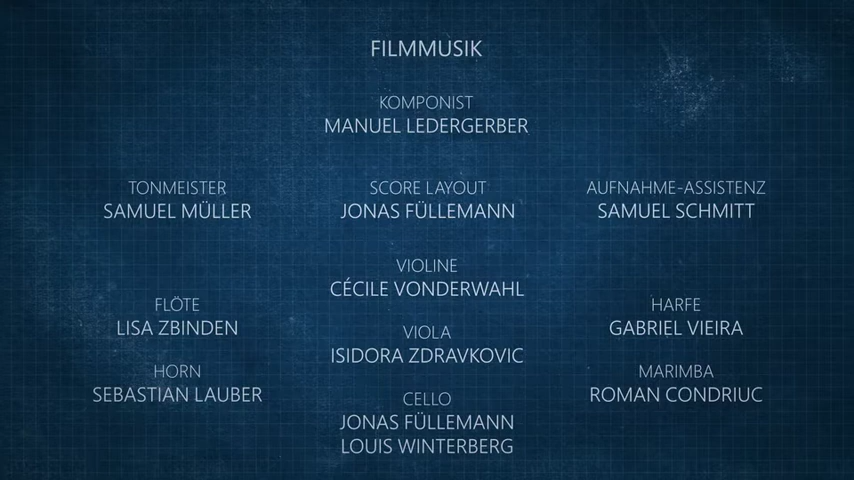 FILMMUSIK
KOMPONIST
MANUEL LEDERGERBER
TONMEISTER
SAMUEL MÜLLER
SCORE LAYOUT
JONAS FÜLLEMANN
AUFNAHME-ASSISTENZ
SAMUEL SCHMITT
FLÖTE
LISA ZBINDEN
HORN
SEBASTIAN LAUBER
VIOLINE
CÉCILE VONDERWAHL
VIOLA
ISIDORA ZDRAVKOVIC
CELLO
JONAS FÜLLEMANN
LOUIS WINTERBERG
HARFE
GABRIEL VIEIRA
MARIMBA
ROMAN CONDRIUC